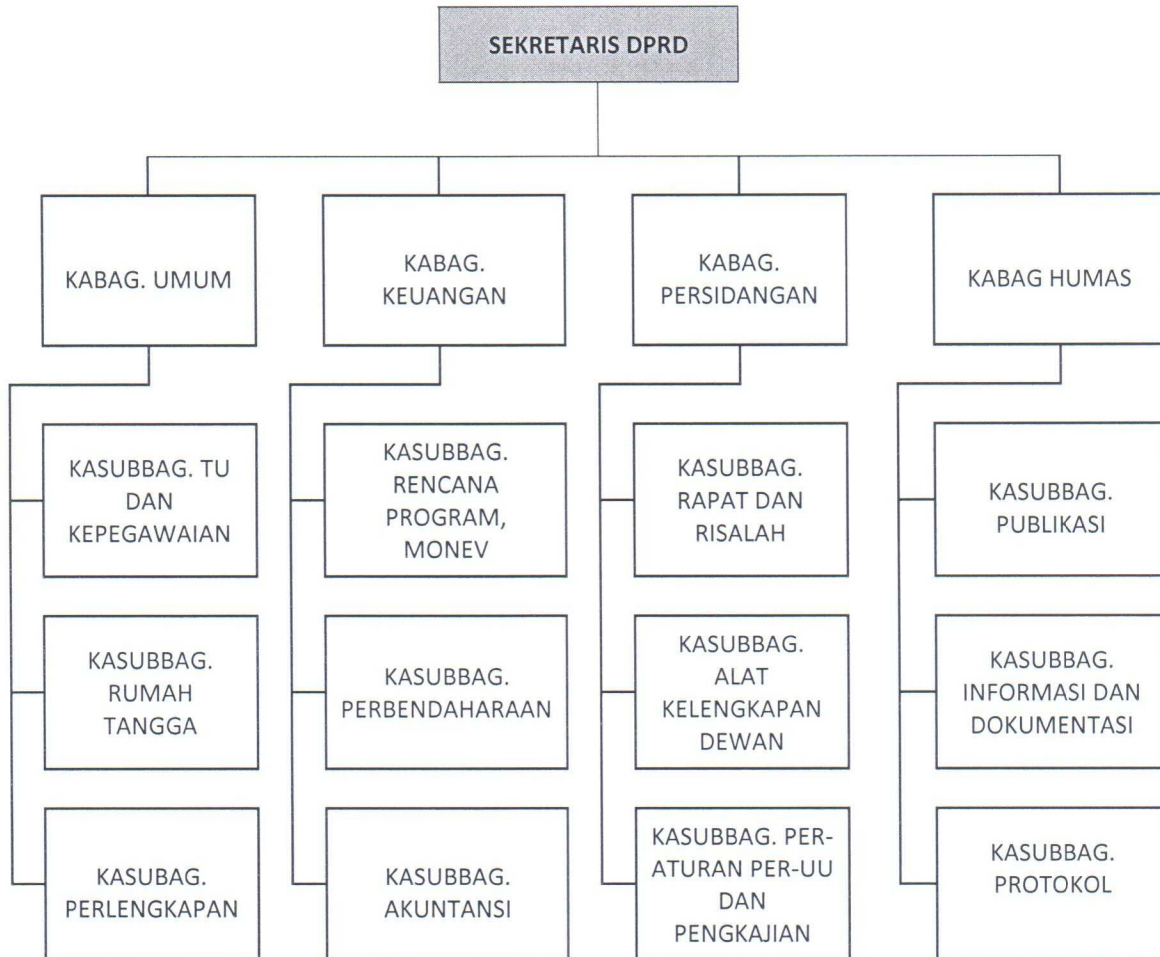 SEKRETARIS DPRD
KABAG. UMUM
KABAG.
KEUANGAN
KABAG.
PERSIDANGAN
KABAG HUMAS
KASUBBAG. TU
DAN
KEPEGAWAIAN
KASUBBAG.
RENCANA
PROGRAM,
MONEV
KASUBBAG.
RAPAT DAN
RISALAH
KASUBBAG.
PUBLIKASI
KASUBBAG.
RUMAH
TANGGA
KASUBBAG.
PERBENDAHARAAN
KASUBBAG.
ALAT
KELENGKAPAN
DEWAN
KASUBBAG.
INFORMASI DAN
DOKUMENTASI
KASUBAG.
PERLENGKAPAN
KASUBBAG.
AKUNTANSI
KASUBBAG. PER-
ATURAN PER-UU
DAN
PENGKAJIAN
KASUBBAG.
PROTOKOL